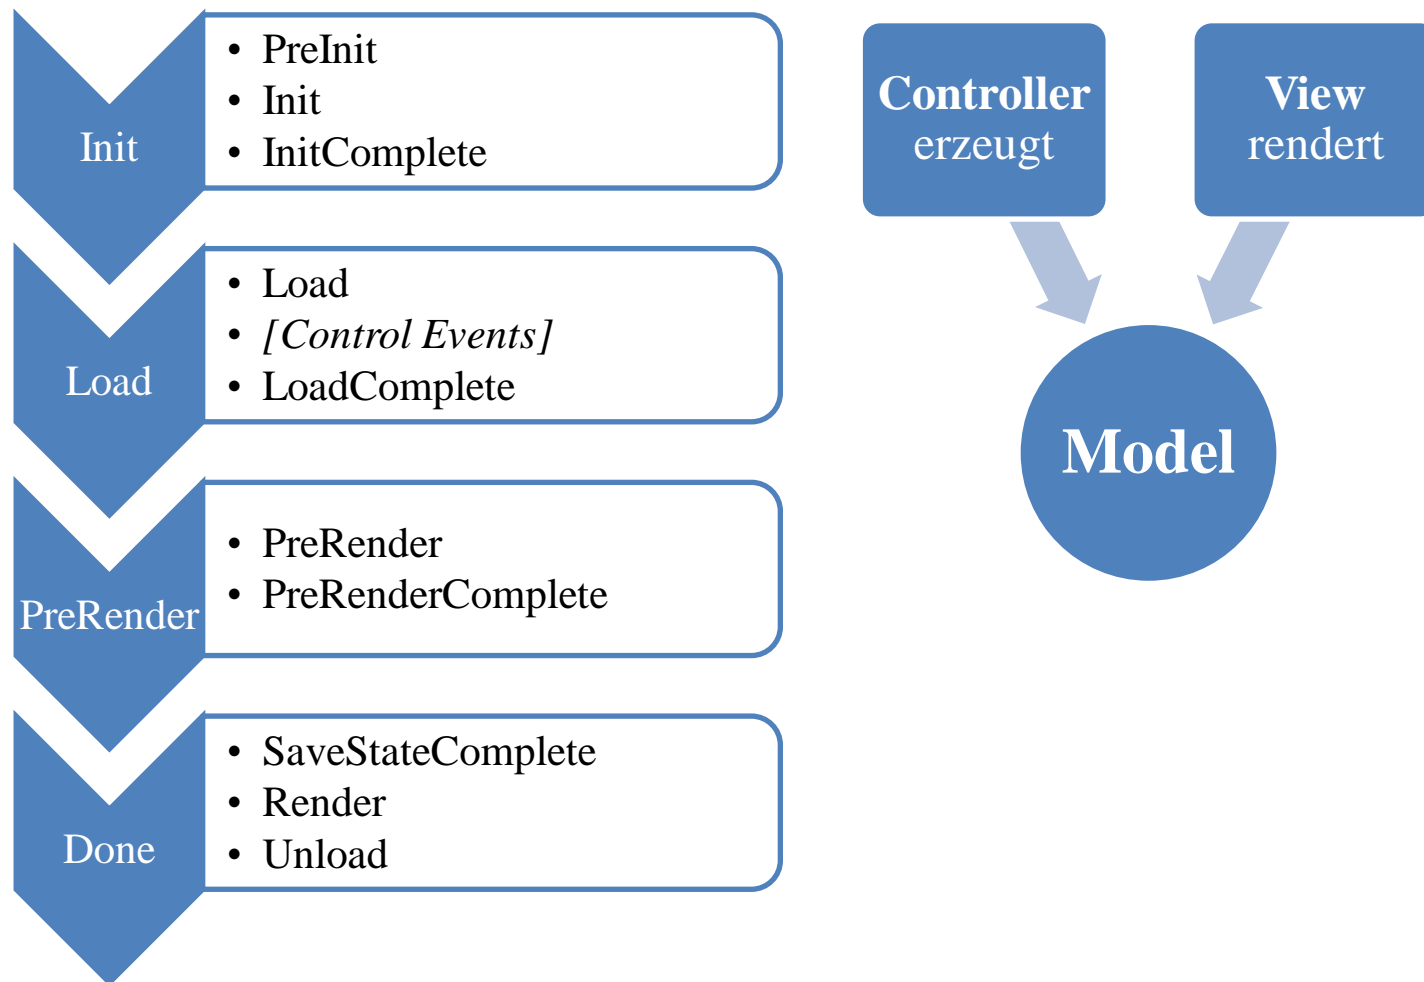 Init
• PreInit
• Init
• InitComplete
Load
• Load
• [Control Events]
• LoadComplete
PreRender
• PreRender
• PreRenderComplete
Done
• SaveStateComplete
• Render
• Unload
Controller
erzeugt
View
rendert
Model